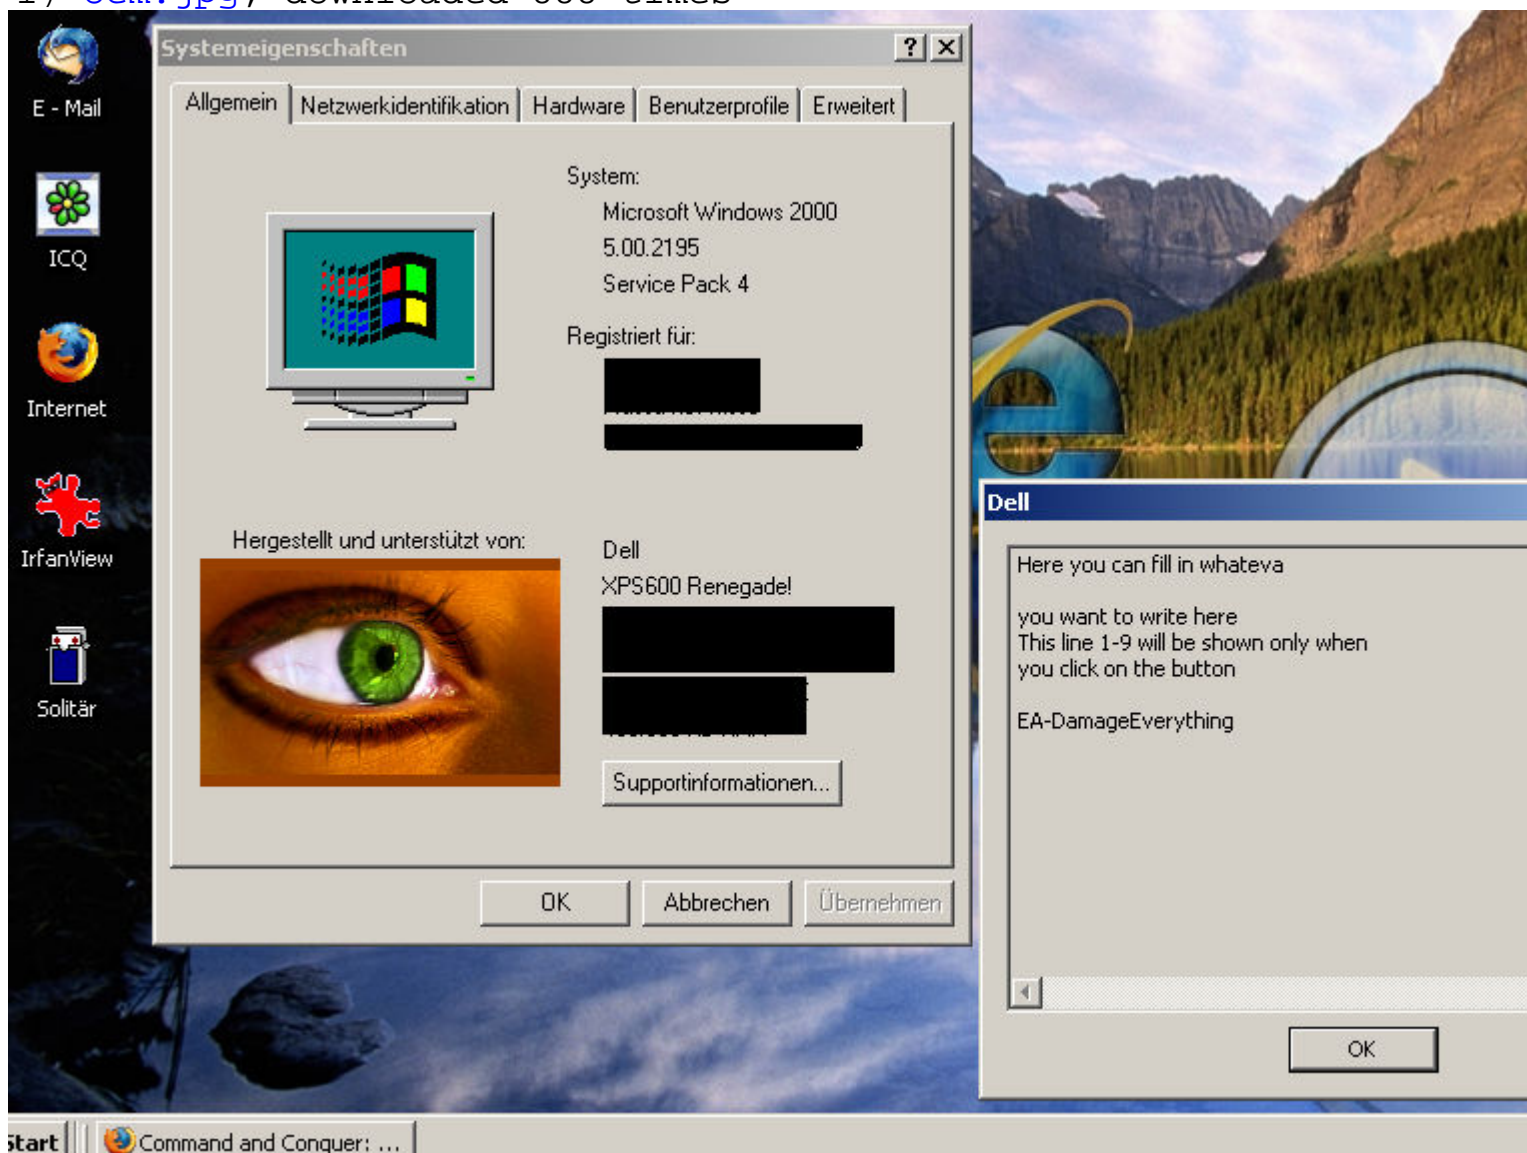 E - Mail
ICQ
Internet
IrfanView
Solitär
Systemeigenschaften
Allgemein
Netzwerkidentifikation
Hardware
Benutzerprofile
Erweitert
System:
Microsoft Windows 2000
5.00.2195
Service Pack 4
Registriert für:
Hergestellt und unterstützt von:
Dell
XPS600 Renegade!
Supportinformationen...
OK
Abbrechen
Übernehmen
Dell
Here you can fill in whateva
you want to write here
This line 1-9 will be shown only when
you click on the button
EA-DamageEverything
OK
Start
Command and Conquer: ...